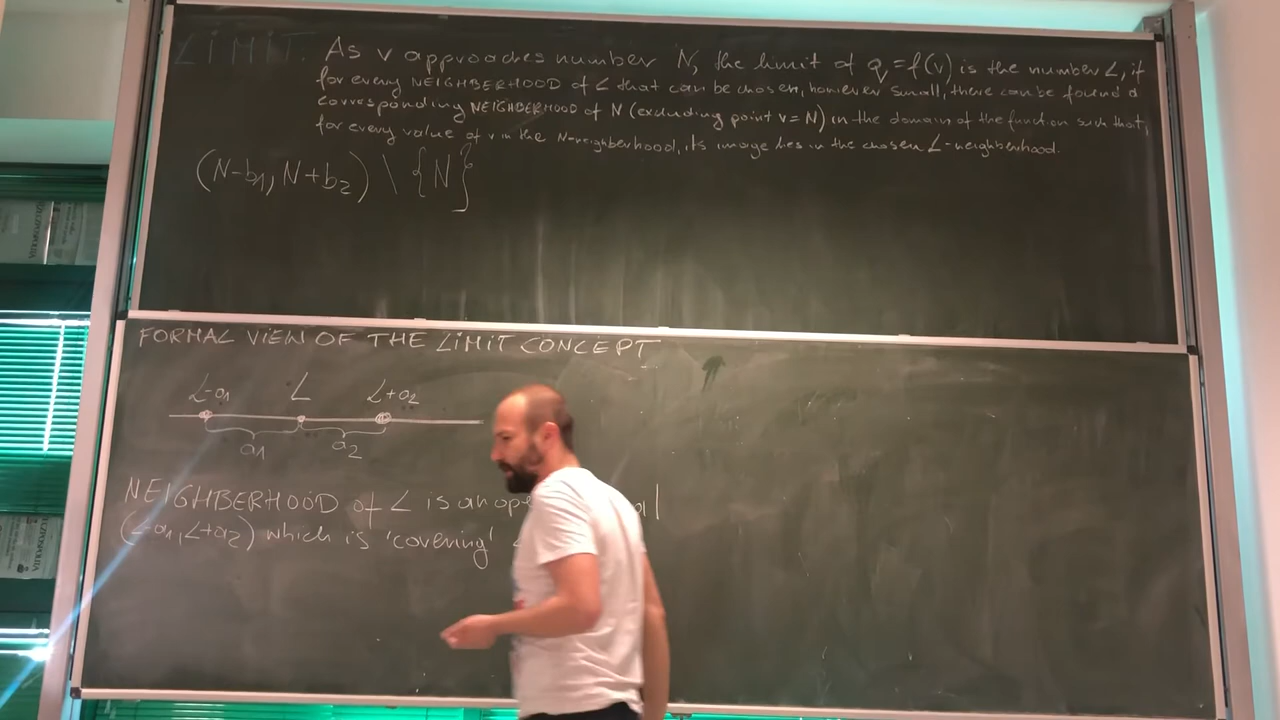 LIMIT. As v approaches number N, the limit of q = f(v) is the number L, if
for every NEIGHBERHOOD of L that can be chosen, however small, there can be found a
corresponding NEIGHBERHOOD of N (excluding point v = N) in the domain of the function such that,
for every value of v in the N-neighberhood, its image lies in the chosen L-neighberhood.
(N-b1, N+b2) \ {N}
FORMAL VIEW OF THE LIMIT CONCEPT
L-a1 L L+a2
a1 a2
NEIGHBERHOOD of L is an ope al
(L-a1, L+a2) which is 'covering'